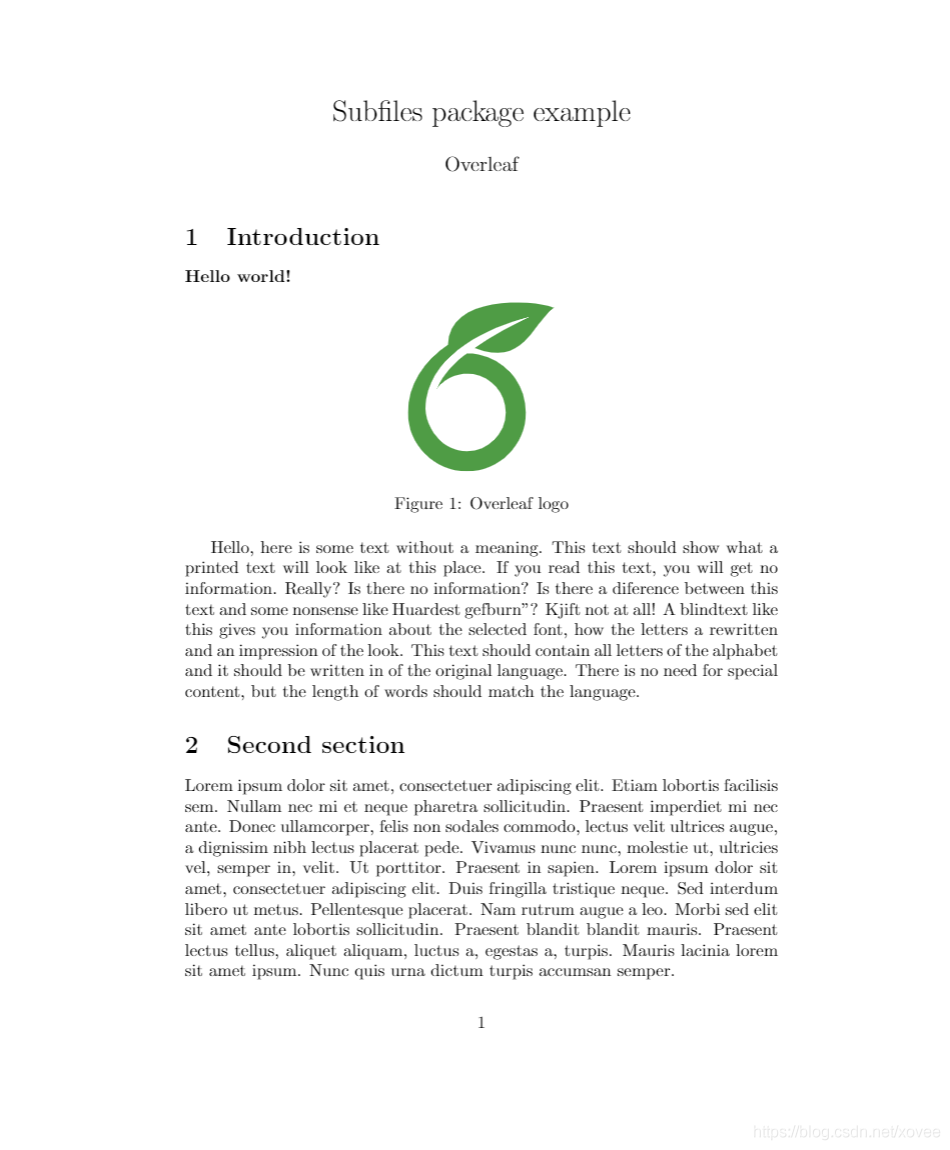 Subfiles package example
Overleaf
1 Introduction
Hello world!
Figure 1: Overleaf logo
Hello, here is some text without a meaning. This text should show what a
printed text will look like at this place. If you read this text, you will get no
information. Really? Is there no information? Is there a diference between this
text and some nonsense like Huardest gefburn”? Kjift not at all! A blindtext like
this gives you information about the selected font, how the letters a rewritten
and an impression of the look. This text should contain all letters of the alphabet
and it should be written in of the original language. There is no need for special
content, but the length of words should match the language.
2 Second section
Lorem ipsum dolor sit amet, consectetuer adipiscing elit. Etiam lobortis facilisis
sem. Nullam nec mi et neque pharetra sollicitudin. Praesent imperdiet mi nec
ante. Donec ullamcorper, felis non sodales commodo, lectus velit ultrices augue,
a dignissim nibh lectus placerat pede. Vivamus nunc nunc, molestie ut, ultricies
vel, semper in, velit. Ut porttitor. Praesent in sapien. Lorem ipsum dolor sit
amet, consectetuer adipiscing elit. Duis fringilla tristique neque. Sed interdum
libero ut metus. Pellentesque placerat. Nam rutrum augue a leo. Morbi sed elit
sit amet ante lobortis sollicitudin. Praesent blandit blandit mauris. Praesent
lectus tellus, aliquet aliquam, luctus a, egestas a, turpis. Mauris lacinia lorem
sit amet ipsum. Nunc quis urna dictum turpis accumsan semper.
1
https://blog.csdn.net/xovee